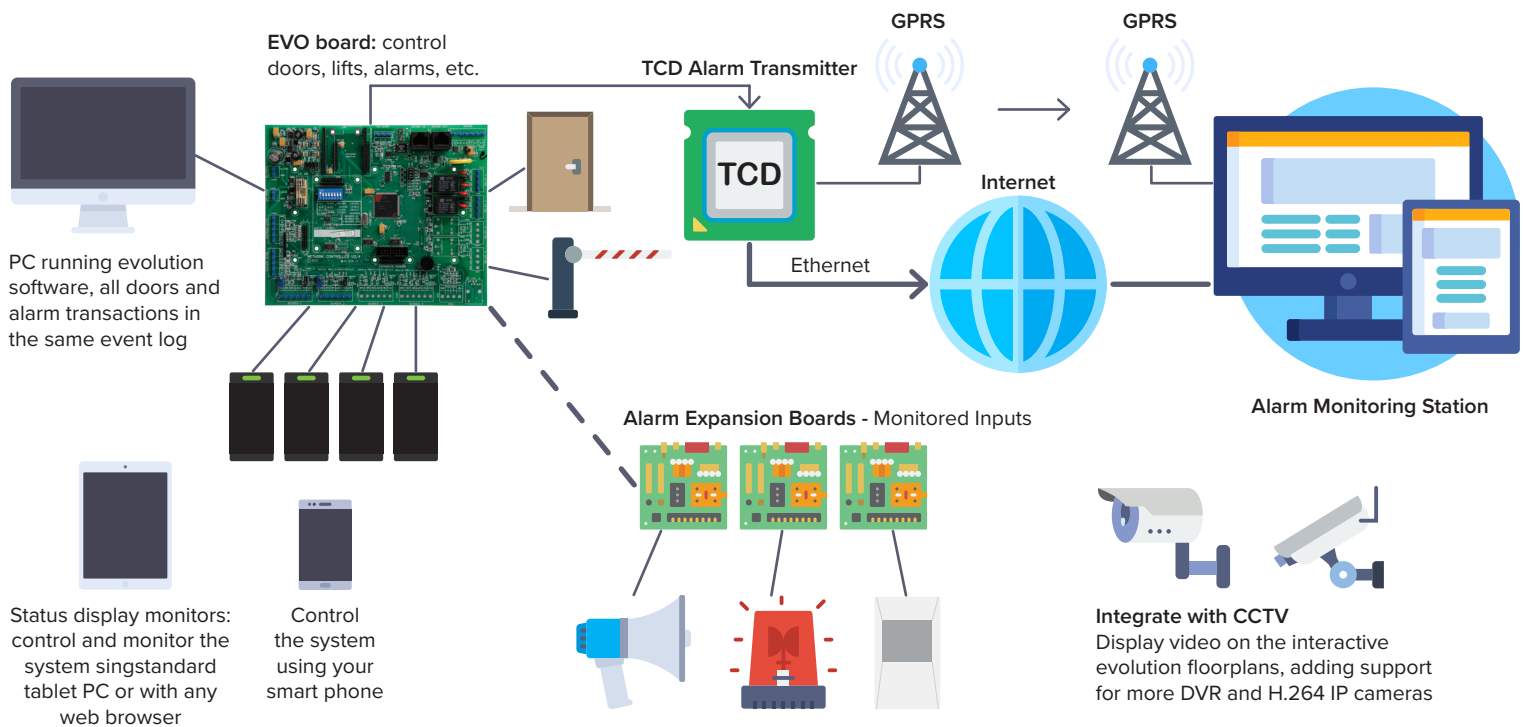 EVO board: control
doors, lifts, alarms, etc.
TCD Alarm Transmitter
GPRS
GPRS
TCD
Internet
Ethernet
PC running evolution
software, all doors and
alarm transactions in
the same event log
Alarm Monitoring Station
Alarm Expansion Boards - Monitored Inputs
Status display monitors:
control and monitor the
system singstandard
tablet PC or with any
web browser
Control
the system
using your
smart phone
Integrate with CCTV
Display video on the interactive
evolution floorplans, adding support
for more DVR and H.264 IP cameras